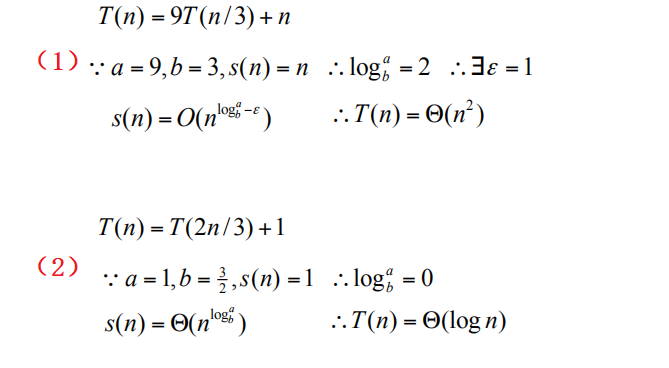 T(n) = 9T(n/3) + n
(1) ∵ a = 9, b = 3, s(n) = n ∴ log_b^a = 2 ∴ ∃ε = 1
s(n) = O(n^{log_b^a − ε}) ∴ T(n) = Θ(n²)
T(n) = T(2n/3) + 1
(2) ∵ a = 1, b = 3/2, s(n) = 1 ∴ log_b^a = 0
s(n) = Θ(n^{log_b^a}) ∴ T(n) = Θ(log n)